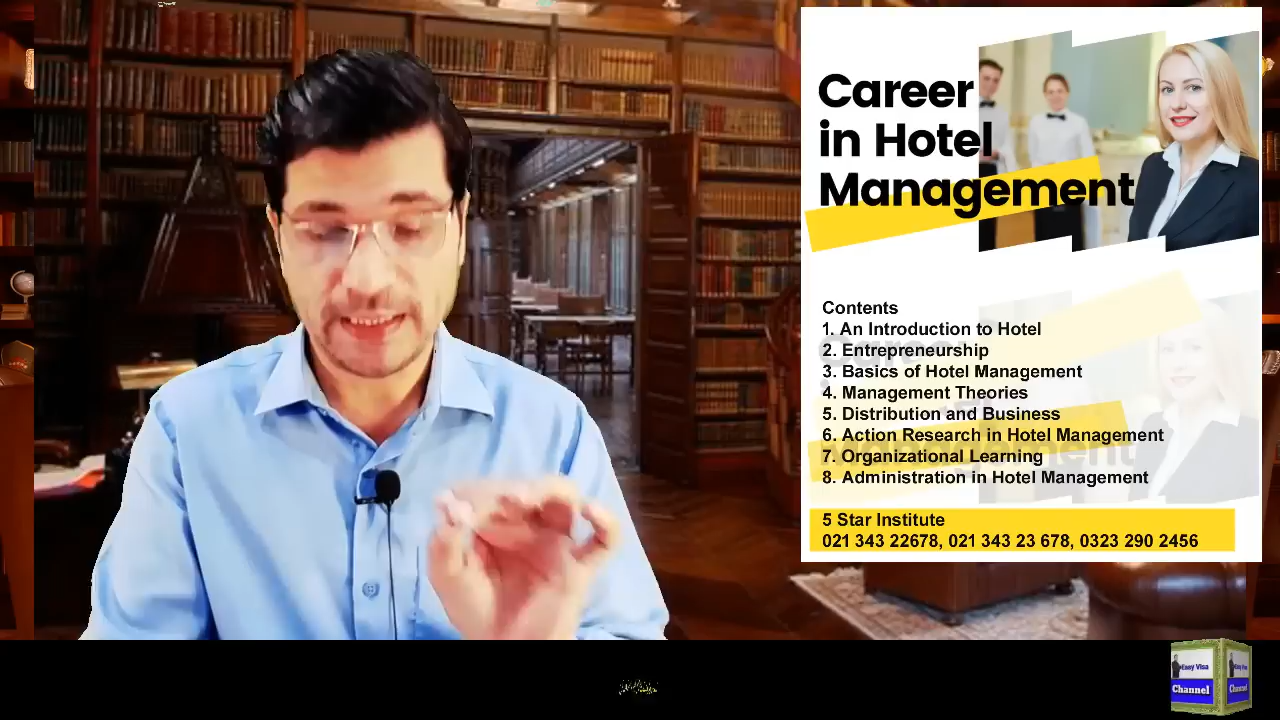 Career
in Hotel
Management
Contents
1. An Introduction to Hotel
2. Entrepreneurship
3. Basics of Hotel Management
4. Management Theories
5. Distribution and Business
6. Action Research in Hotel Management
7. Organizational Learning
8. Administration in Hotel Management
5 Star Institute
021 343 22678, 021 343 23 678, 0323 290 2456
Easy Visa
Channel